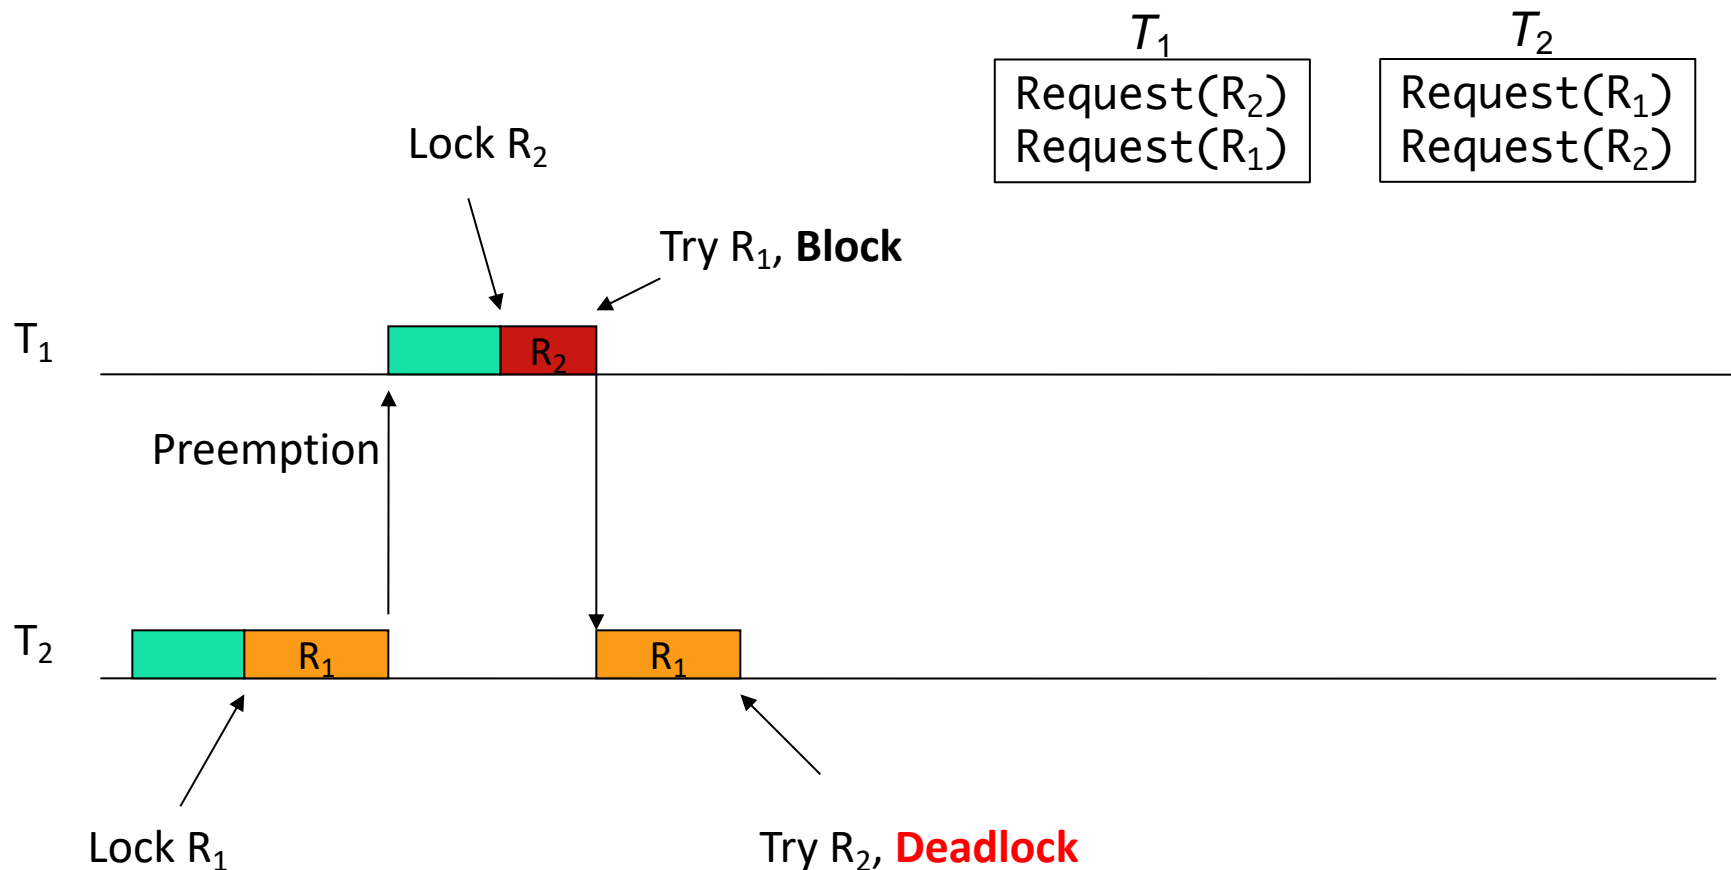 T₁
T₂
Request(R₂)
Request(R₁)
Request(R₁)
Request(R₂)
Lock R₂
Try R₁, Block
T₁
R₂
Preemption
T₂
R₁
R₁
Lock R₁
Try R₂, Deadlock